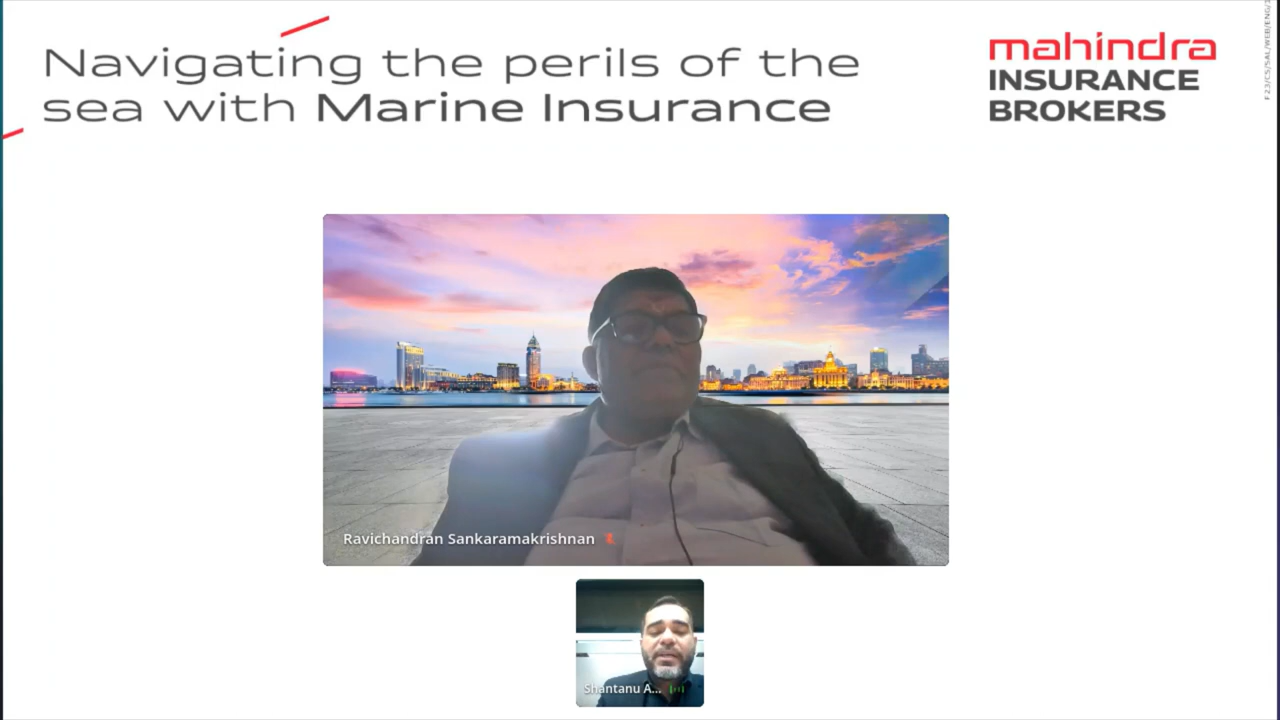 Navigating the perils of the
sea with Marine Insurance
mahindra
INSURANCE
BROKERS
Ravichandran Sankaramakrishnan
Shantanu A...